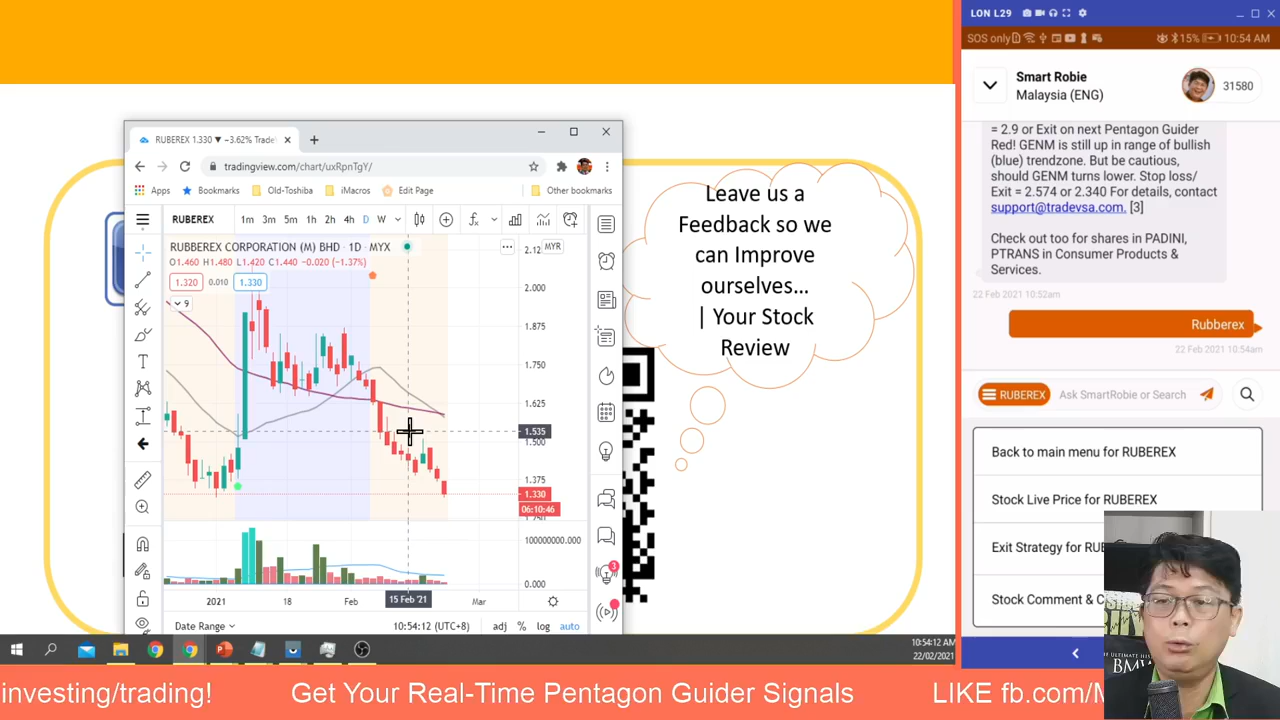 RUBEREX 1.330 ▼ −3.62% Trade
tradingview.com/chart/uxRpnTgY/
Apps
Bookmarks
Old-Toshiba
iMacros
Edit Page
Other bookmarks
RUBEREX
1m 3m 5m 1h 2h 4h D W
RUBBEREX CORPORATION (M) BHD · 1D · MYX
O1.460 H1.480 L1.420 C1.440 −0.020 (−1.37%)
1.320 0.010 1.330
9
MYR
2.12
2.000
1.875
1.750
1.625
1.535
1.500
1.375
1.330
06:10:46
100000000.000
0.000
2021 18 Feb 15 Feb '21 Mar
Date Range
10:54:12 (UTC+8)
adj % log auto
3
Leave us a
Feedback so we
can Improve
ourselves...
| Your Stock
Review
LON L29
SOS only
15%
10:54 AM
Smart Robie
Malaysia (ENG)
31580
= 2.9 or Exit on next Pentagon Guider
Red! GENM is still up in range of bullish
(blue) trendzone. But be cautious,
should GENM turns lower. Stop loss/
Exit = 2.574 or 2.340 For details, contact
support@tradevsa.com. [3]
Check out too for shares in PADINI,
PTRANS in Consumer Products &
Services.
22 Feb 2021 10:52am
Rubberex
22 Feb 2021 10:54am
RUBEREX
Ask SmartRobie or Search
Back to main menu for RUBEREX
Stock Live Price for RUBEREX
Exit Strategy for RUB
Stock Comment & C
BMW
10:54:12 AM
22/02/2021
investing/trading!
Get Your Real-Time Pentagon Guider Signals
LIKE fb.com/M